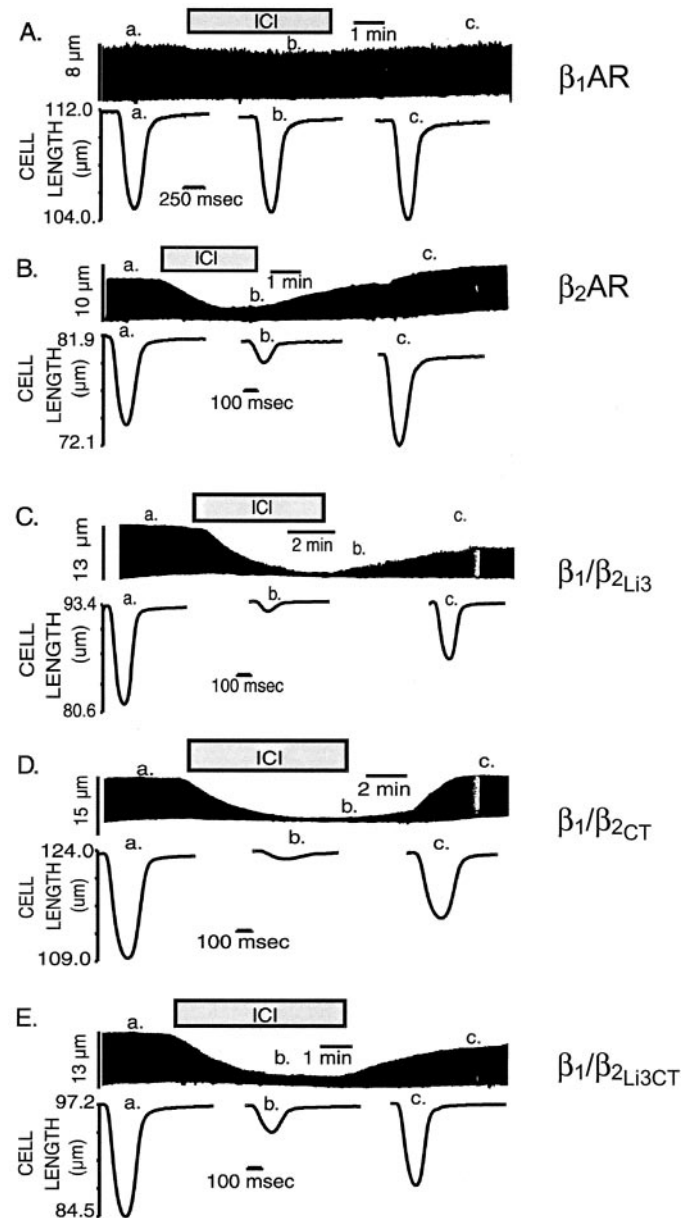 A.
a.
ICI
b.
1 min
c.
8 μm
β1AR
112.0
a.
b.
c.
CELL
LENGTH
(μm)
250 msec
104.0
B.
a.
ICI
b.
1 min
c.
10 μm
β2AR
81.9
a.
b.
c.
CELL
LENGTH
(μm)
100 msec
72.1
C.
a.
ICI
2 min
b.
c.
13 μm
β1/β2Li3
93.4
a.
b.
c.
CELL
LENGTH
(um)
100 msec
80.6
D.
a.
ICI
b.
2 min
c.
15 μm
β1/β2CT
124.0
a.
b.
c.
CELL
LENGTH
(μm)
100 msec
109.0
E.
a.
ICI
b.
1 min
c.
13 μm
β1/β2Li3CT
97.2
a.
b.
c.
CELL
LENGTH
(μm)
100 msec
84.5